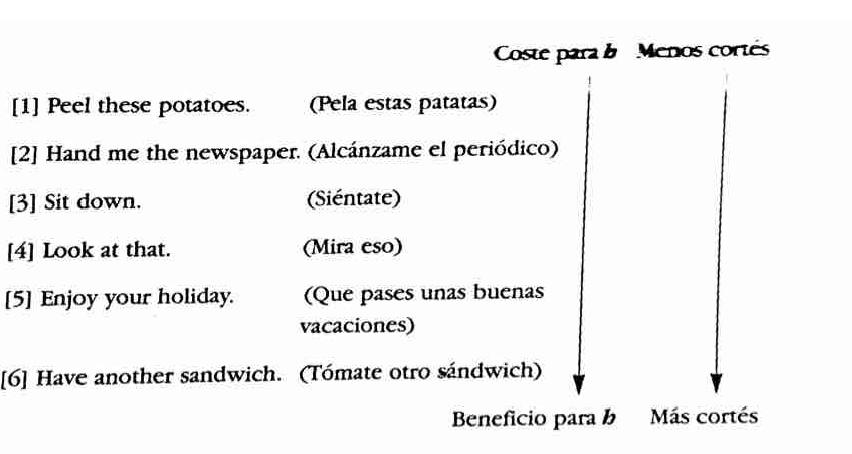 Coste para b Menos cortés
[1] Peel these potatoes. (Pela estas patatas)
[2] Hand me the newspaper. (Alcánzame el periódico)
[3] Sit down. (Siéntate)
[4] Look at that. (Mira eso)
[5] Enjoy your holiday. (Que pases unas buenas
vacaciones)
[6] Have another sandwich. (Tómate otro sándwich)
Beneficio para b Más cortés